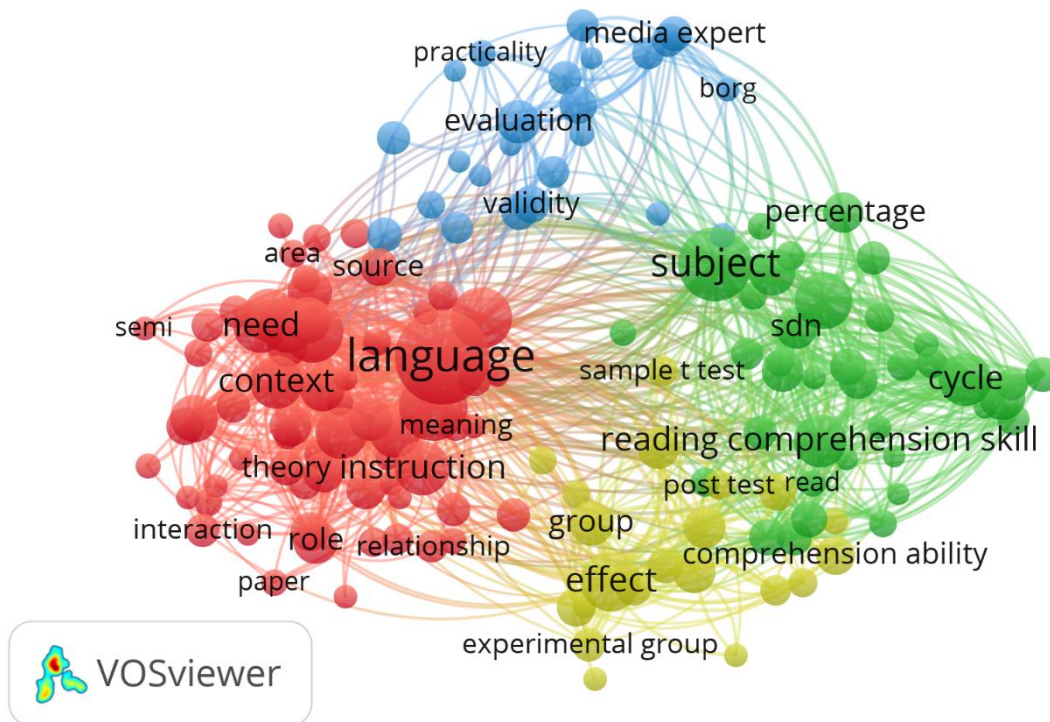 media expert
practicality
borg
evaluation
validity
percentage
area
source
subject
semi
need
sdn
language
sample t test
context
cycle
meaning
reading comprehension skill
theory
instruction
post test
read
interaction
role
relationship
group
comprehension ability
paper
effect
experimental group
VOSviewer